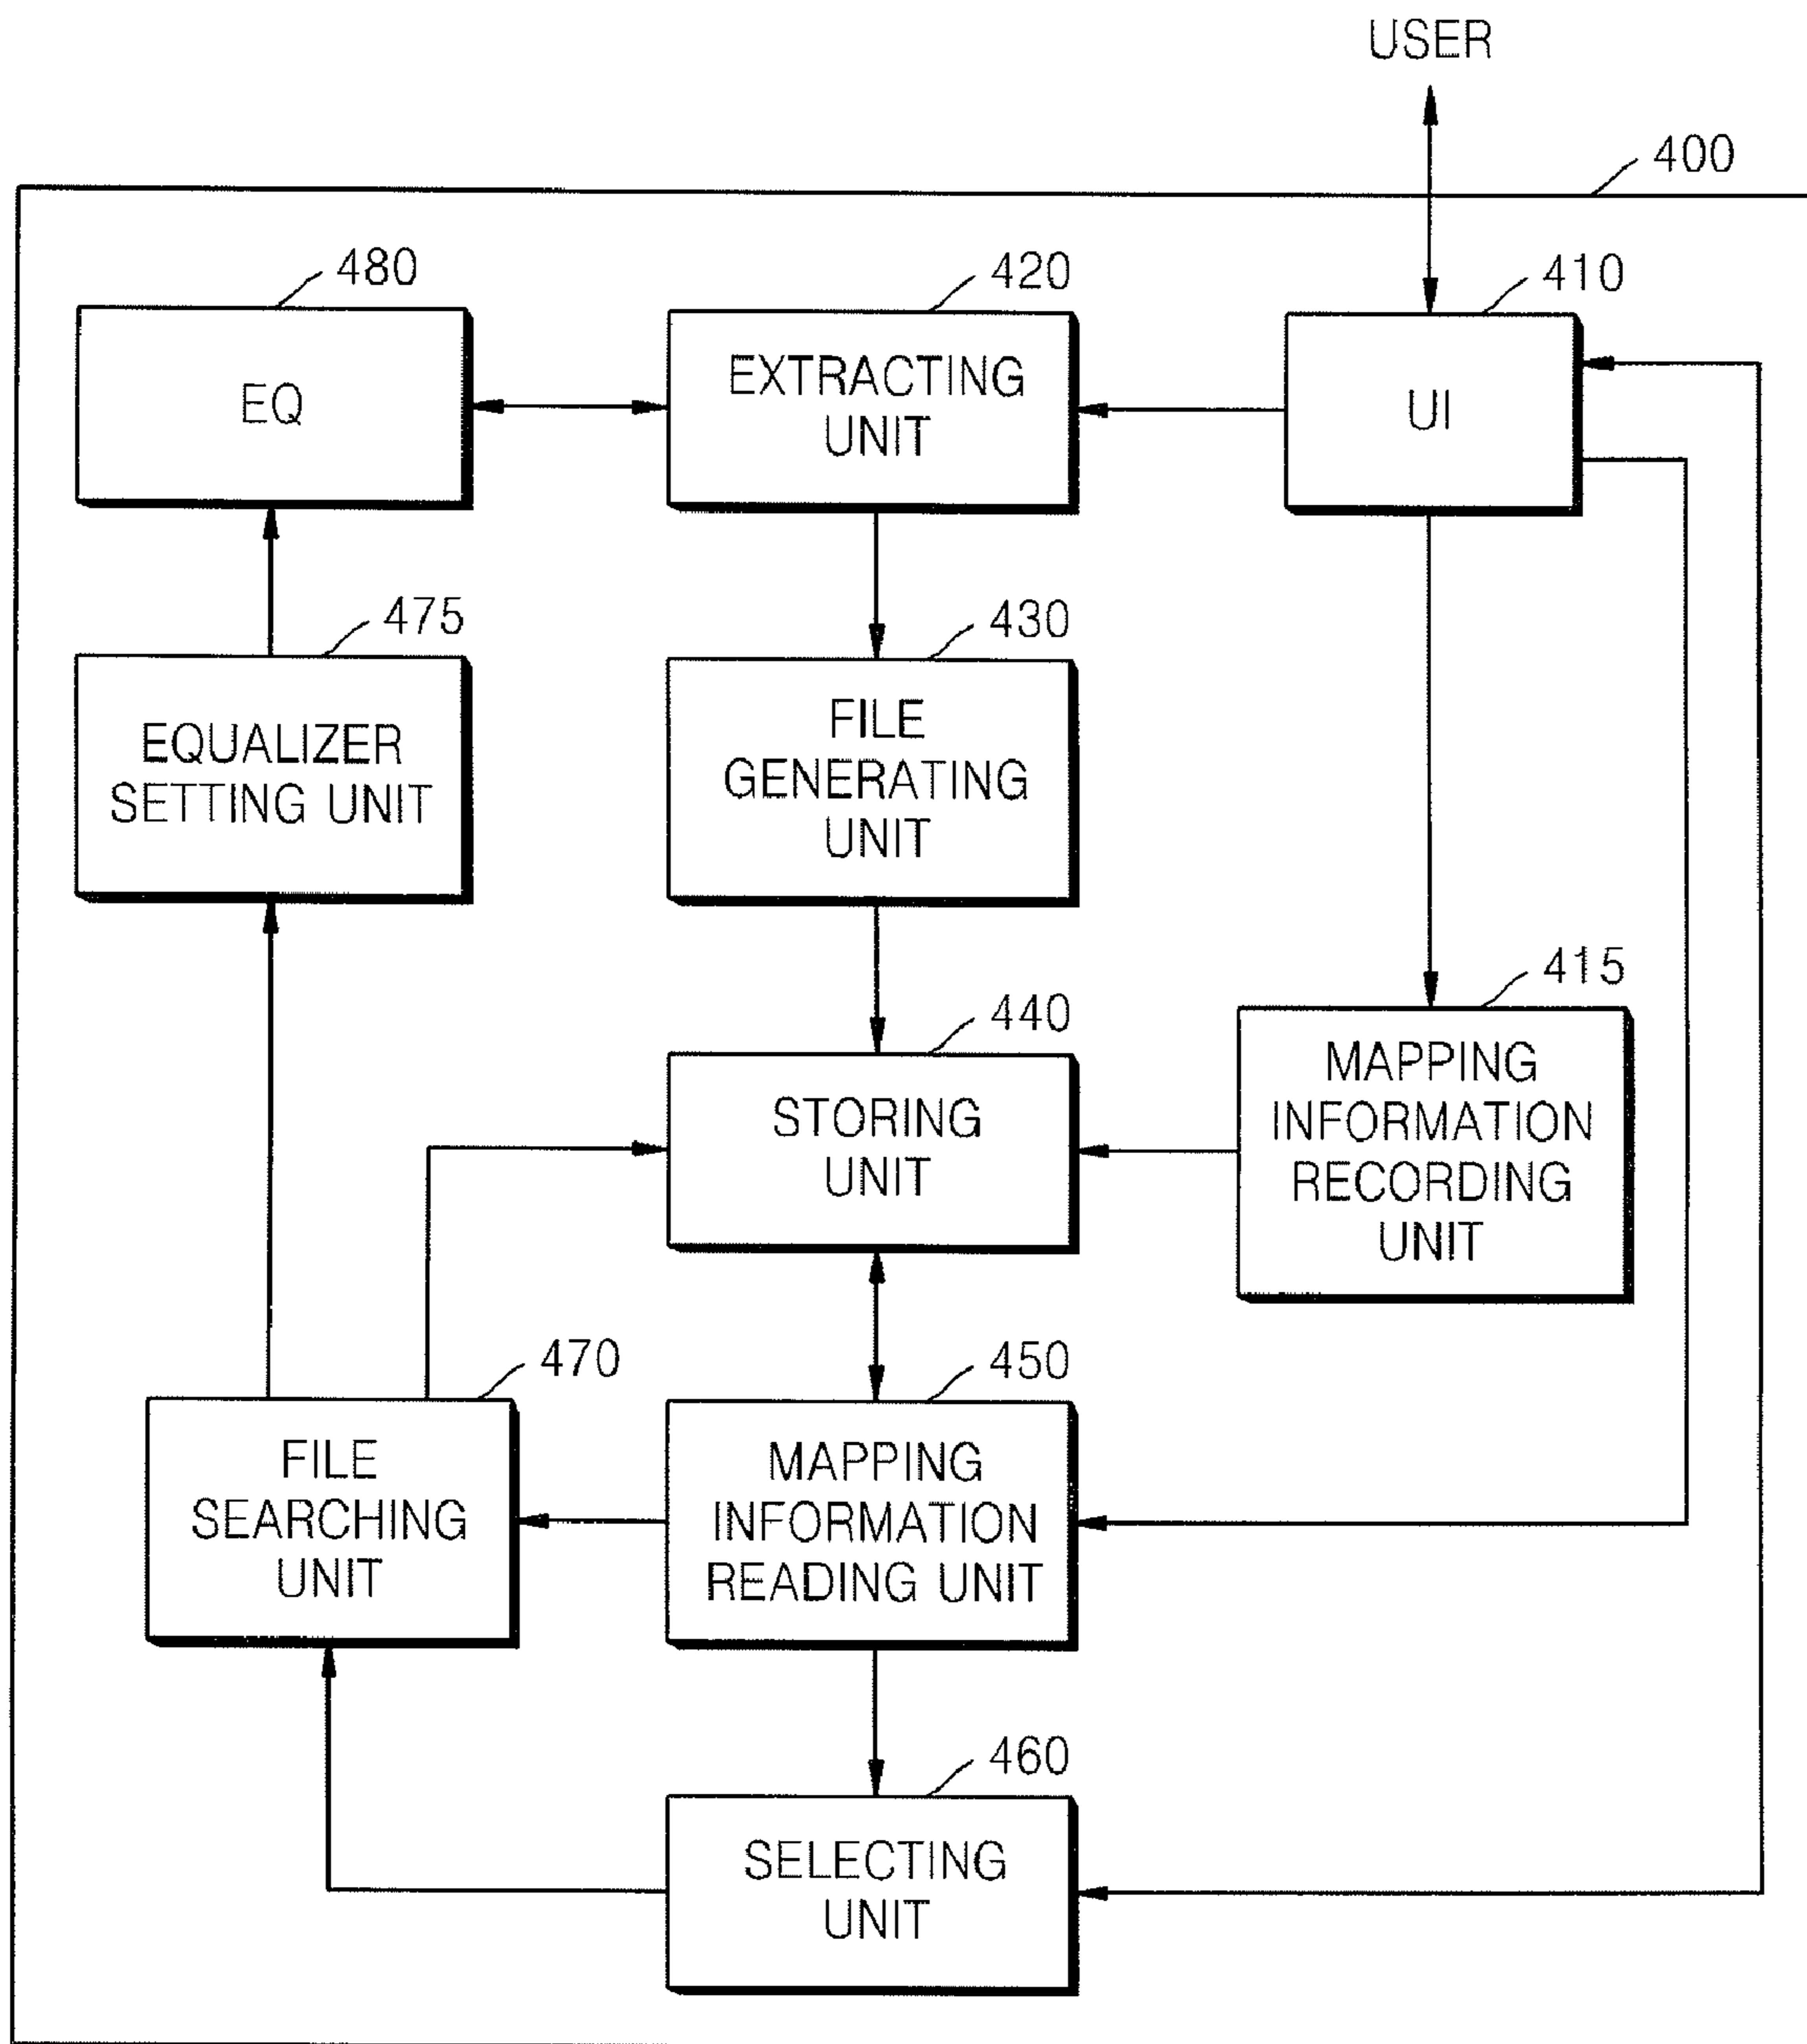 USER
400
480
EQ
420
EXTRACTING
UNIT
410
UI
475
EQUALIZER
SETTING UNIT
430
FILE
GENERATING
UNIT
440
STORING
UNIT
415
MAPPING
INFORMATION
RECORDING
UNIT
470
FILE
SEARCHING
UNIT
450
MAPPING
INFORMATION
READING UNIT
460
SELECTING
UNIT